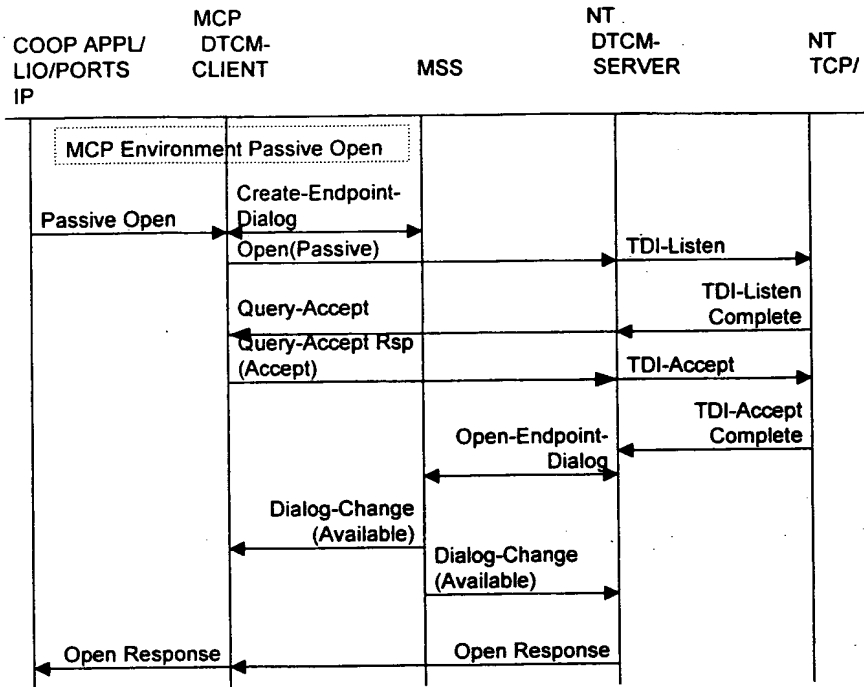 MCP
NT
COOP APPL/
DTCM-
DTCM-
NT
LIO/PORTS
CLIENT
MSS
SERVER
TCP/
IP
MCP Environment Passive Open
Create-Endpoint-
Passive Open
Dialog
Open(Passive)
TDI-Listen
TDI-Listen
Query-Accept
Complete
Query-Accept Rsp
(Accept)
TDI-Accept
TDI-Accept
Open-Endpoint-
Complete
Dialog
Dialog-Change
(Available)
Dialog-Change
(Available)
Open Response
Open Response